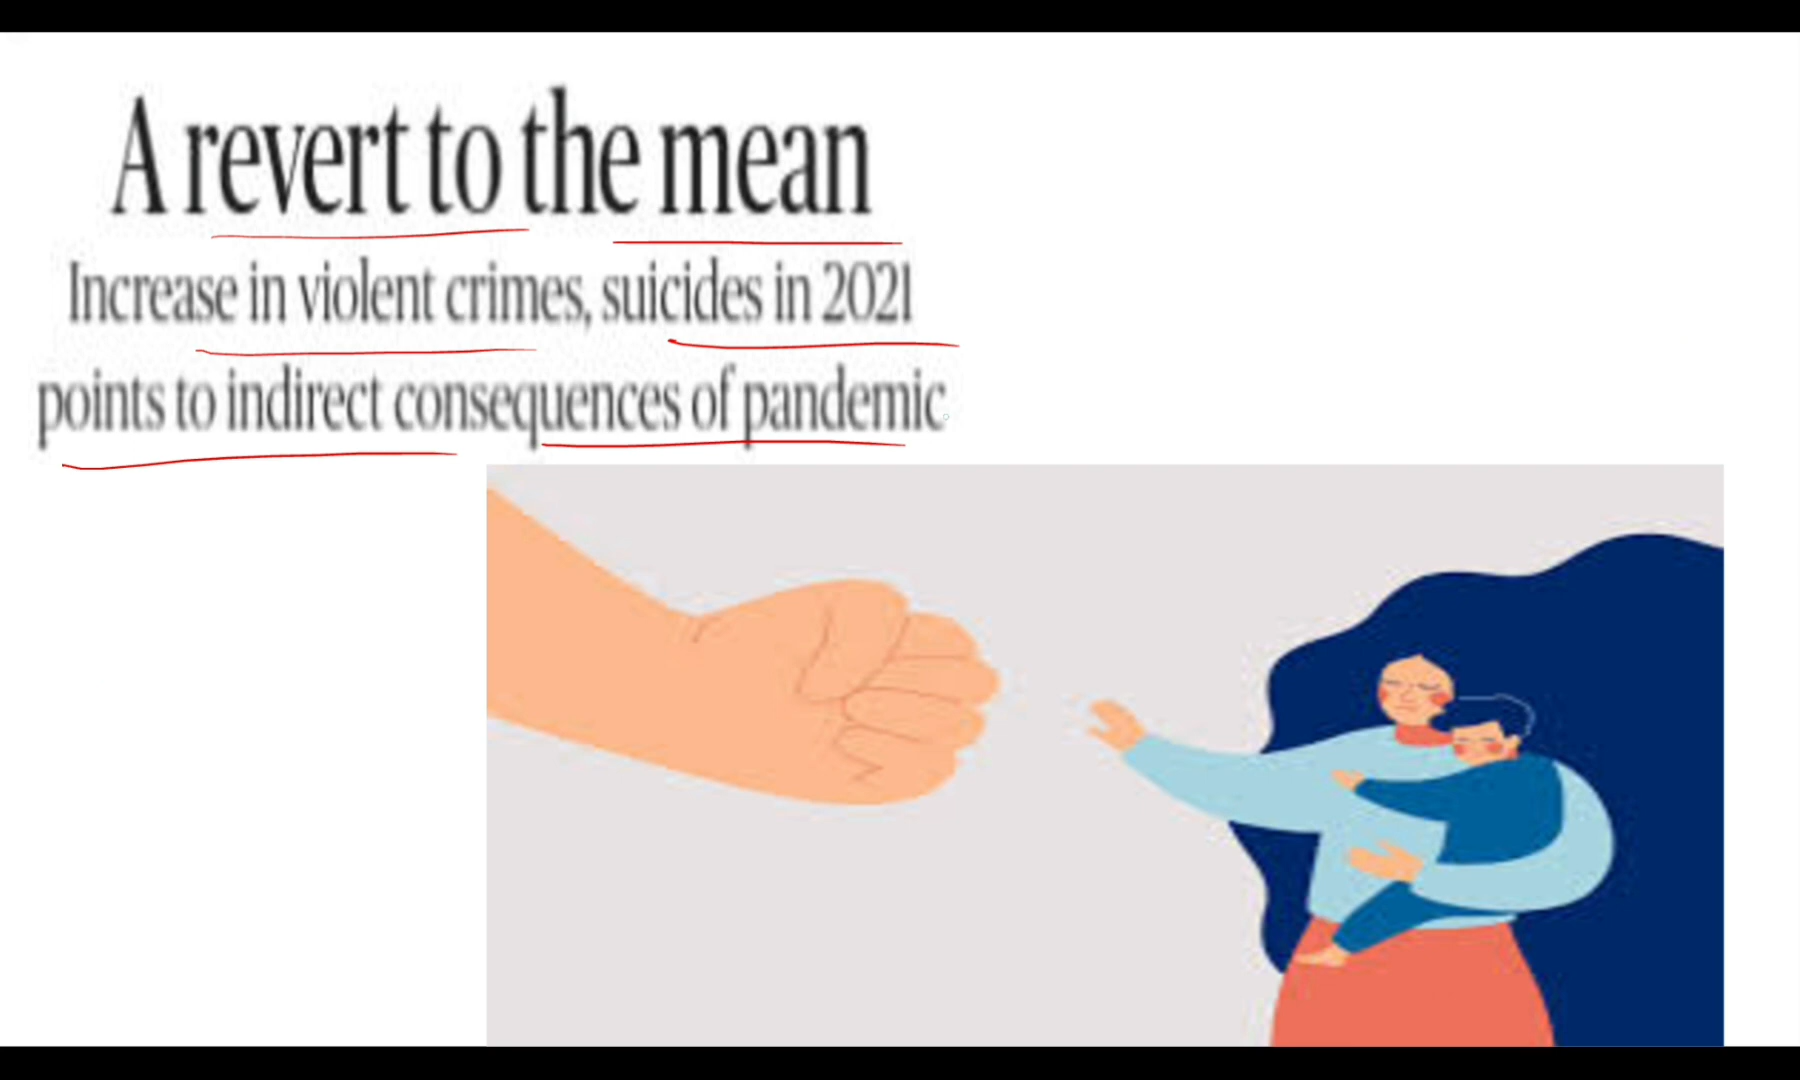 A revert to the mean
Increase in violent crimes, suicides in 2021
points to indirect consequences of pandemic